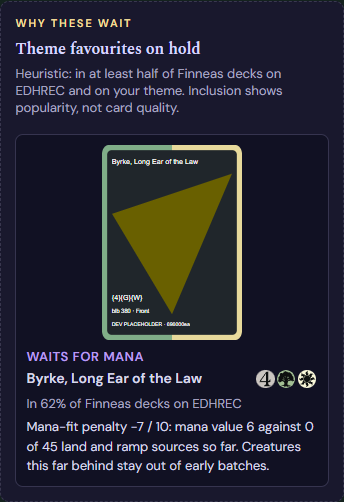 WHY THESE WAIT
Theme favourites on hold
Heuristic: in at least half of Finneas decks on
EDHREC and on your theme. Inclusion shows
popularity, not card quality.
Byrke, Long Ear of the Law
{4}{G}{W}
blb 380 · Front
DEV PLACEHOLDER · 698000ea
WAITS FOR MANA
Byrke, Long Ear of the Law
4
In 62% of Finneas decks on EDHREC
Mana-fit penalty −7 / 10: mana value 6 against 0
of 45 land and ramp sources so far. Creatures
this far behind stay out of early batches.